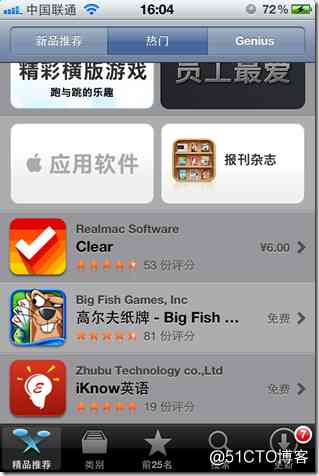 中国联通 16:04 72%
新品推荐 热门 Genius
精彩横版游戏 员工最爱
跑与跳的乐趣
应用软件 报刊杂志
Realmac Software
Clear ¥6.00
53 份评分
Big Fish Games, Inc
高尔夫纸牌 - Big Fish ... 免费
81 份评分
Zhubu Technology co.,Ltd
iKnow英语 免费
19 份评分
7
精品推荐 类别 前25名 搜索 更新
@51CTO博客